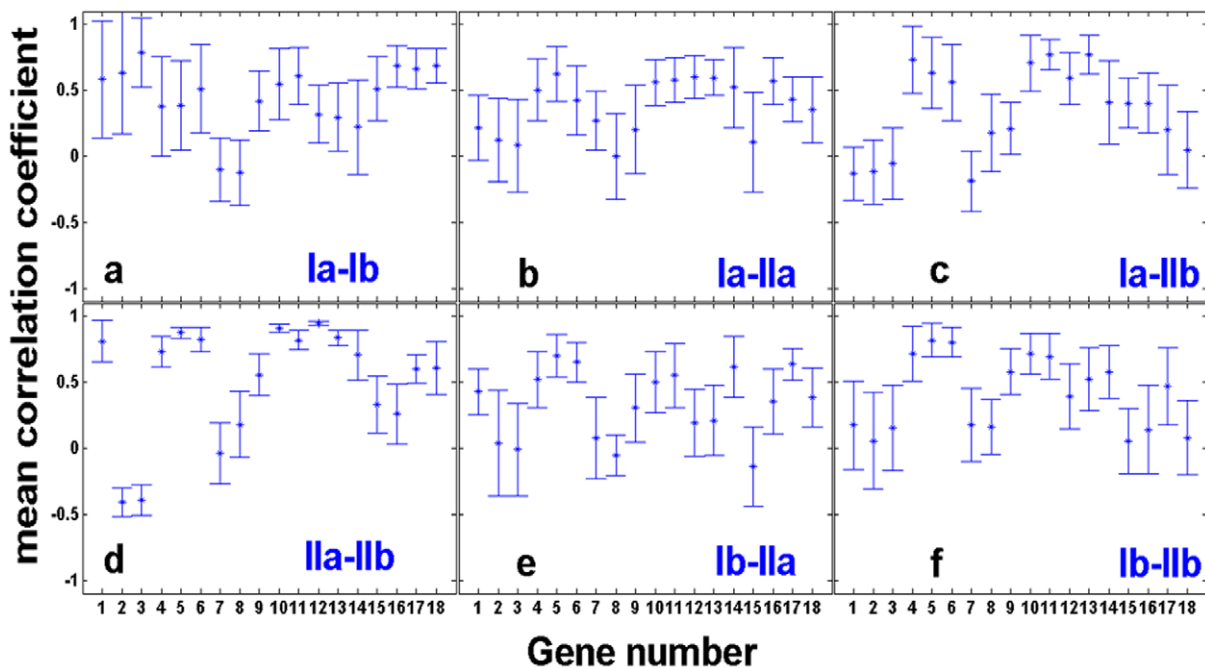 mean correlation coefficient
1
0.5
0
-0.5
-1
a
Ia-Ib
b
Ia-IIa
c
Ia-IIb
1
0.5
0
-0.5
-1
d
IIa-IIb
e
Ib-IIa
f
Ib-IIb
1 2 3 4 5 6 7 8 9 10 11 12 13 14 15 16 17 18
1 2 3 4 5 6 7 8 9 10 11 12 13 14 15 16 17 18
1 2 3 4 5 6 7 8 9 10 11 12 13 14 15 16 17 18
Gene number